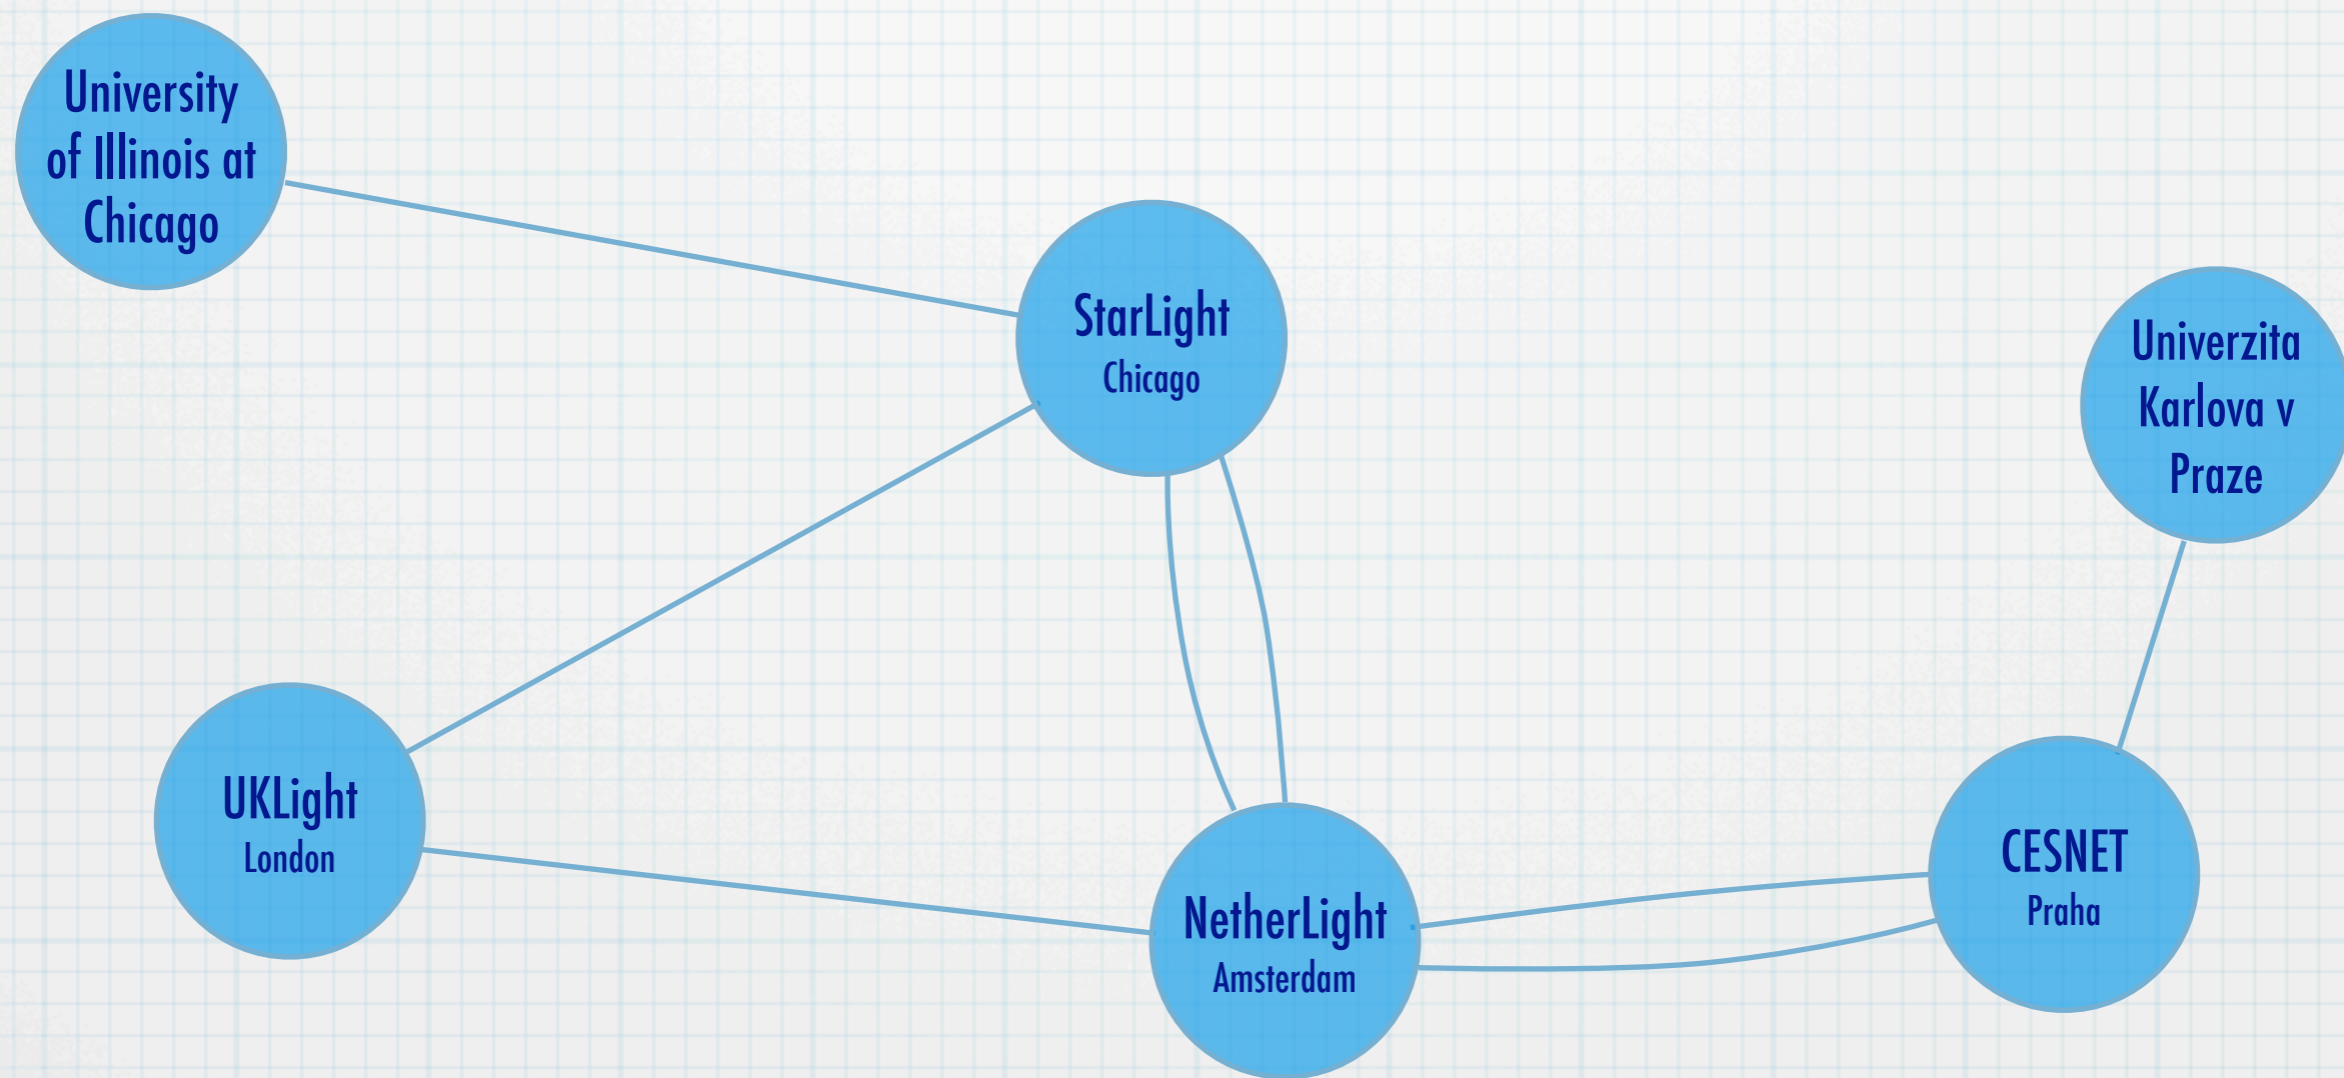 University
of Illinois at
Chicago
StarLight
Chicago
Univerzita
Karlova v
Praze
UKLight
London
NetherLight
Amsterdam
CESNET
Praha